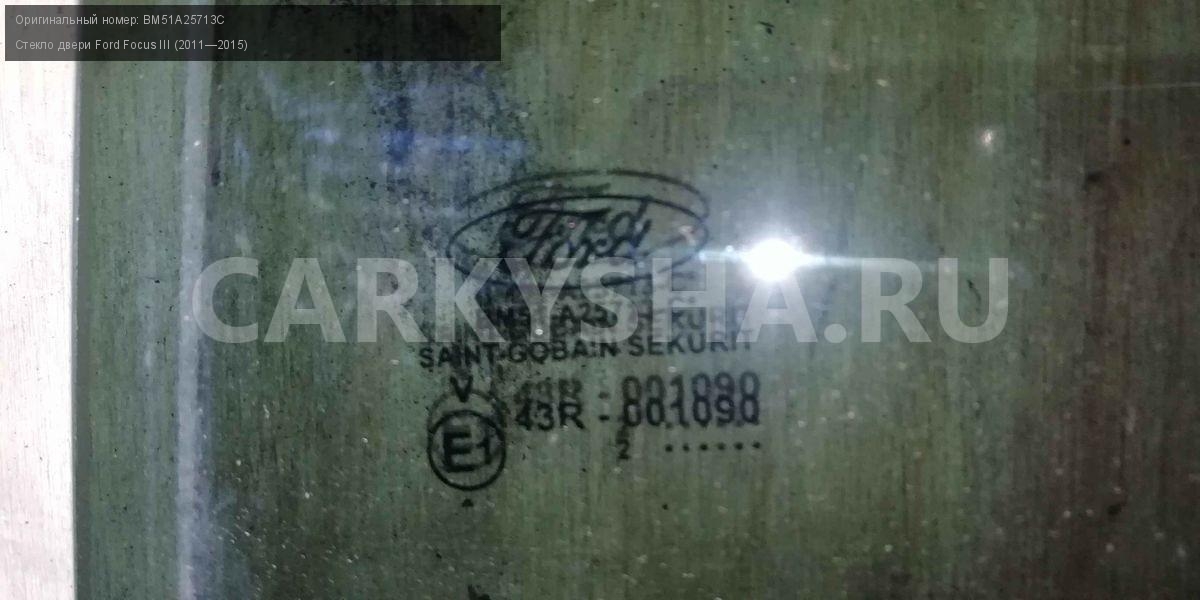 Оригинальный номер: BM51A25713C
Стекло двери Ford Focus III (2011—2015)
Ford
CARKYSHA.RU
SAINT-GOBAIN SEKURIT
43R - 001090
E1
2 ......